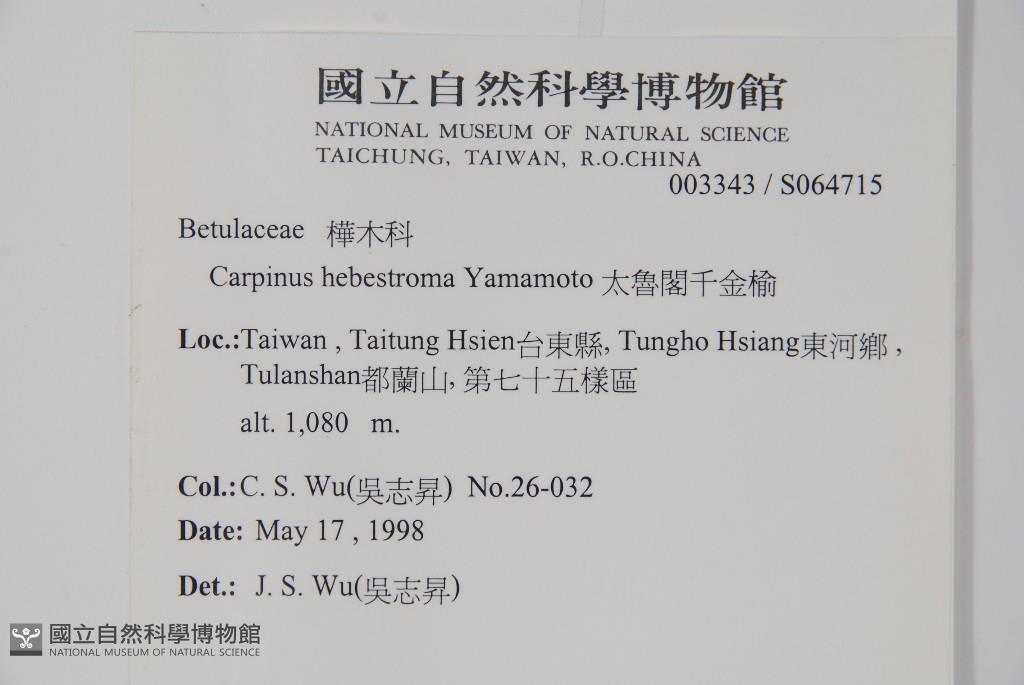 國立自然科學博物館
NATIONAL MUSEUM OF NATURAL SCIENCE
TAICHUNG, TAIWAN, R.O.CHINA
003343 / S064715
Betulaceae 樺木科
Carpinus hebestroma Yamamoto 太魯閣千金榆
Loc.:Taiwan , Taitung Hsien台東縣, Tungho Hsiang東河鄉 ,
Tulanshan都蘭山, 第七十五樣區
alt. 1,080 m.
Col.: C. S. Wu(吳志昇) No.26-032
Date: May 17 , 1998
Det.: J. S. Wu(吳志昇)
國立自然科學博物館
NATIONAL MUSEUM OF NATURAL SCIENCE